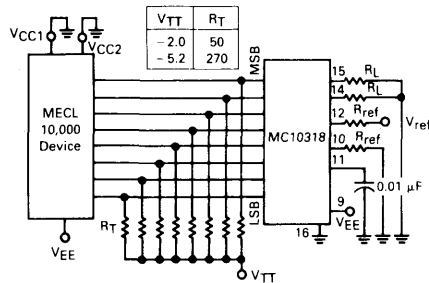 VCC1
VCC2
VTT RT
−2.0 50
−5.2 270
MECL
10,000
Device
VEE
RT
MSB
LSB
VTT
MC10318
15 RL
14 RL
12 Rref
Vref
10 Rref
11
0.01 μF
9
VEE
16